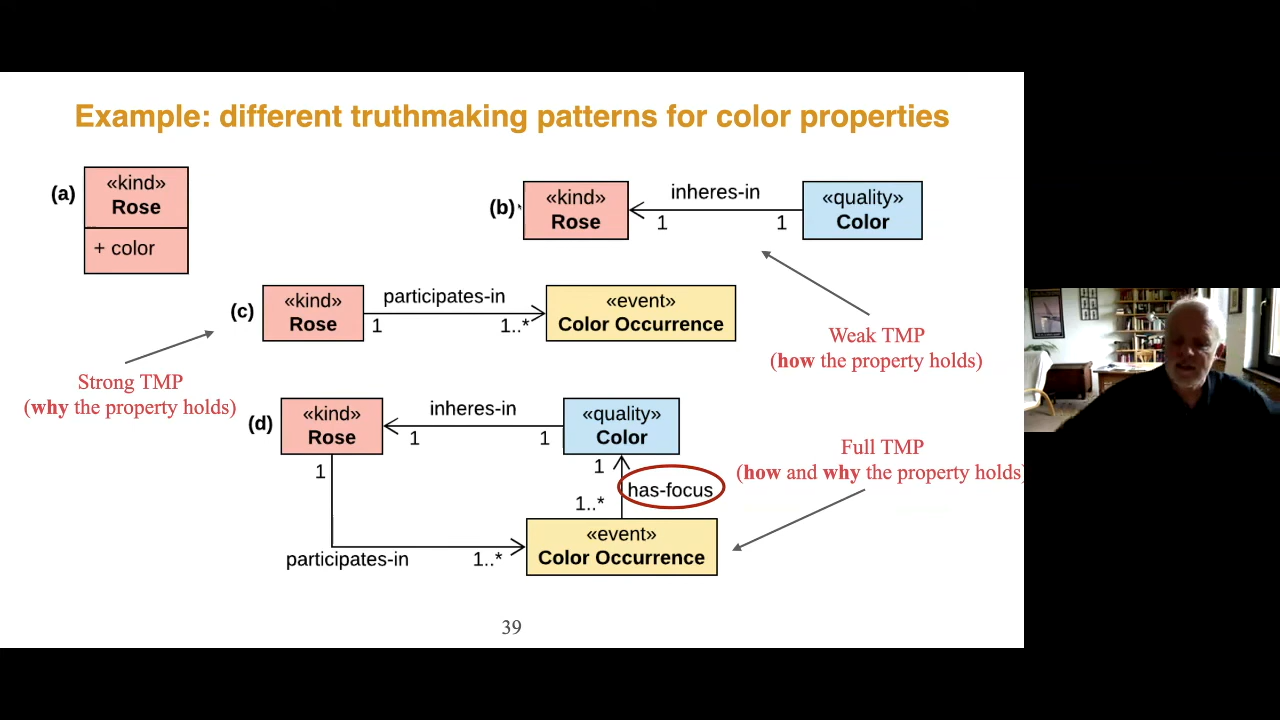 Example: different truthmaking patterns for color properties
(a)
«kind»
Rose
+ color
(b)
«kind»
Rose
inheres-in
1
1
«quality»
Color
Weak TMP
(how the property holds)
(c)
«kind»
Rose
participates-in
1
1..*
«event»
Color Occurrence
Strong TMP
(why the property holds)
(d)
«kind»
Rose
inheres-in
1
1
«quality»
Color
1
has-focus
1..*
1
participates-in
1..*
«event»
Color Occurrence
Full TMP
(how and why the property holds)
39